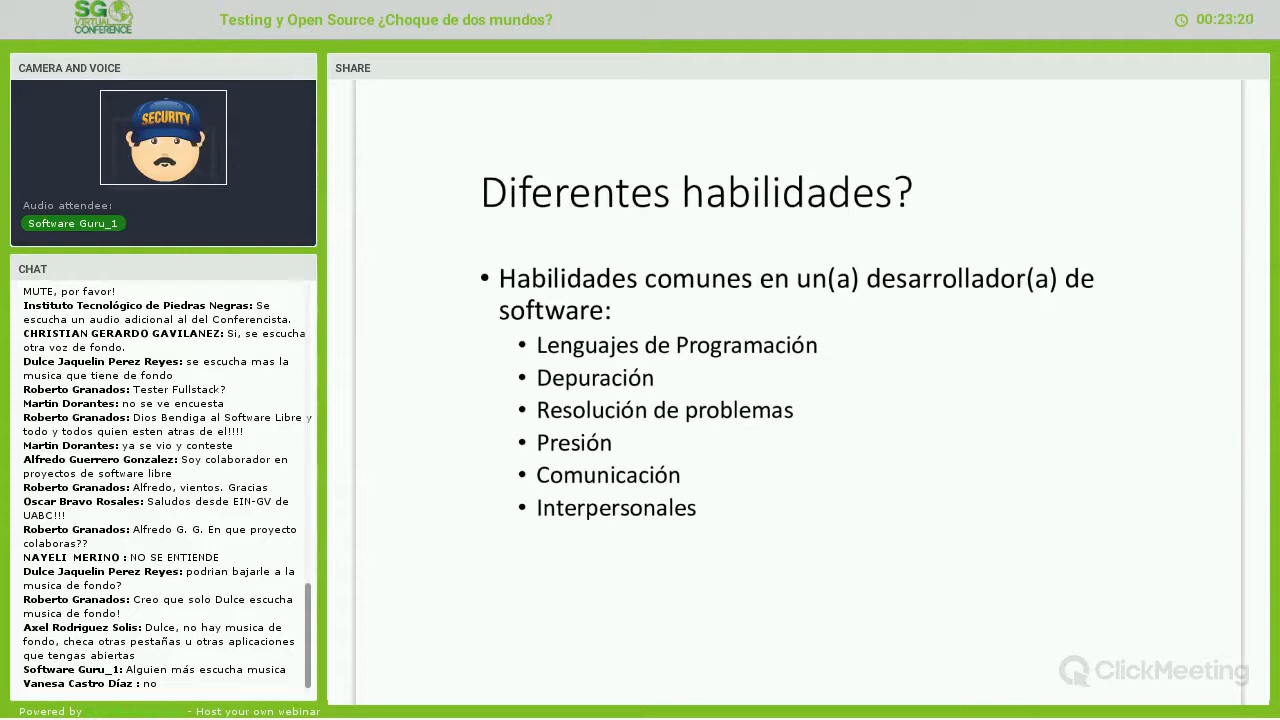 SG
VIRTUAL
CONFERENCE
Testing y Open Source ¿Choque de dos mundos?
00:23:20
CAMERA AND VOICE
SECURITY
Audio attendee:
Software Guru_1
CHAT
MUTE, por favor!
Instituto Tecnológico de Piedras Negras: Se
escucha un audio adicional al del Conferencista.
CHRISTIAN GERARDO GAVILANEZ: Si, se escucha
otra voz de fondo.
Dulce Jaquelin Perez Reyes: se escucha mas la
musica que tiene de fondo
Roberto Granados: Tester Fullstack?
Martin Dorantes: no se ve encuesta
Roberto Granados: Dios Bendiga al Software Libre y
todo y todos quien esten atras de el!!!!
Martin Dorantes: ya se vio y conteste
Alfredo Guerrero Gonzalez: Soy colaborador en
proyectos de software libre
Roberto Granados: Alfredo, vientos. Gracias
Oscar Bravo Rosales: Saludos desde EIN-GV de
UABC!!!
Roberto Granados: Alfredo G. G. En que proyecto
colaboras??
NAYELI MERINO : NO SE ENTIENDE
Dulce Jaquelin Perez Reyes: podrian bajarle a la
musica de fondo?
Roberto Granados: Creo que solo Dulce escucha
musica de fondo!
Axel Rodriguez Solis: Dulce, no hay musica de
fondo, checa otras pestañas u otras aplicaciones
que tengas abiertas
Software Guru_1: Alguien más escucha musica
Vanesa Castro Díaz : no
Powered by - Host your own webinar
SHARE
Diferentes habilidades?
• Habilidades comunes en un(a) desarrollador(a) de
software:
• Lenguajes de Programación
• Depuración
• Resolución de problemas
• Presión
• Comunicación
• Interpersonales
ClickMeeting